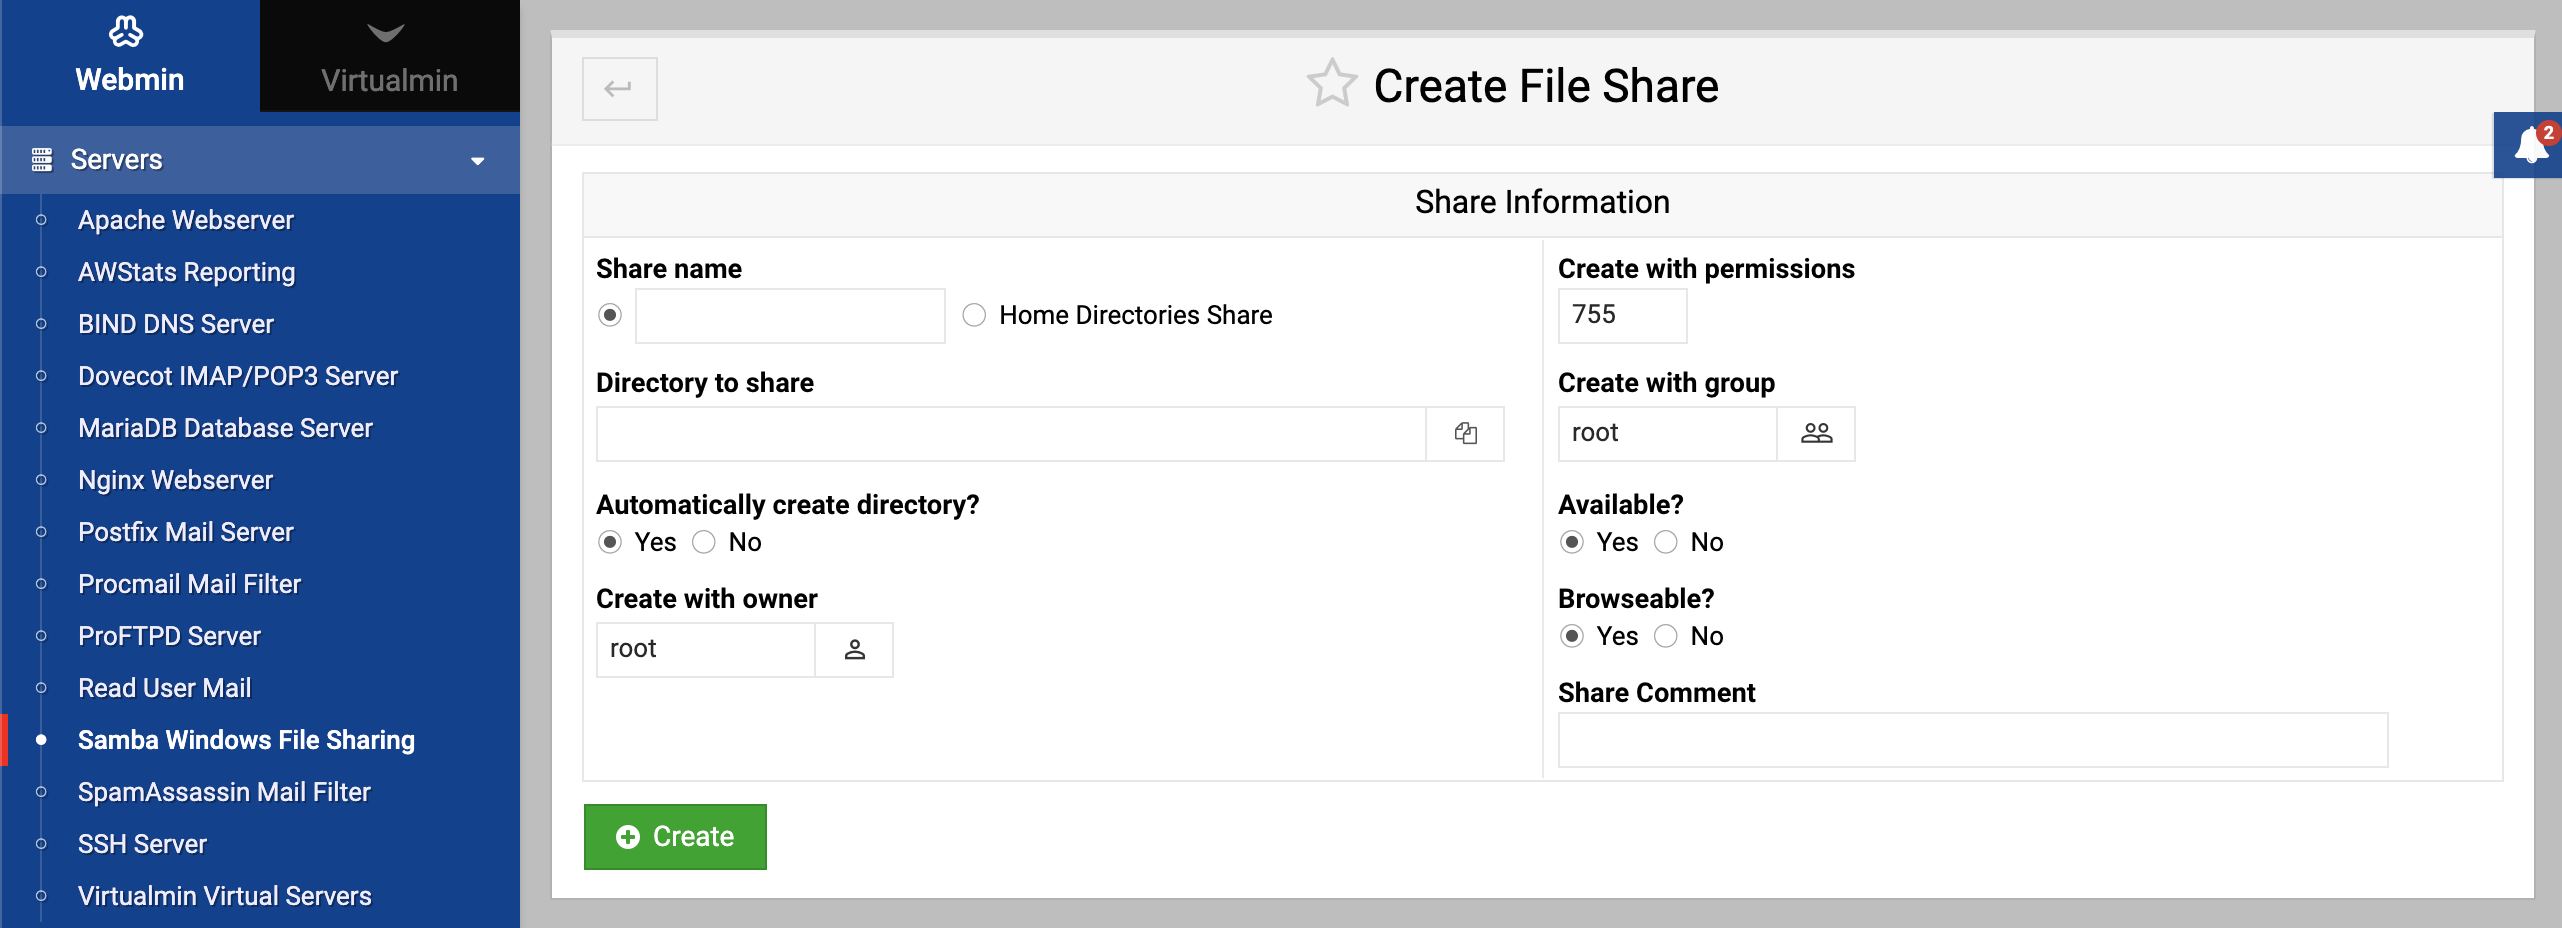 Webmin
Virtualmin
Servers
Apache Webserver
AWStats Reporting
BIND DNS Server
Dovecot IMAP/POP3 Server
MariaDB Database Server
Nginx Webserver
Postfix Mail Server
Procmail Mail Filter
ProFTPD Server
Read User Mail
Samba Windows File Sharing
SpamAssassin Mail Filter
SSH Server
Virtualmin Virtual Servers
Create File Share
2
Share Information
Share name
Home Directories Share
Directory to share
Automatically create directory?
Yes No
Create with owner
root
Create with permissions
755
Create with group
root
Available?
Yes No
Browseable?
Yes No
Share Comment
Create